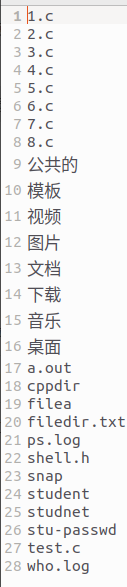 1 1.c
2 2.c
3 3.c
4 4.c
5 5.c
6 6.c
7 7.c
8 8.c
9 公共的
10 模板
11 视频
12 图片
13 文档
14 下载
15 音乐
16 桌面
17 a.out
18 cppdir
19 filea
20 filedir.txt
21 ps.log
22 shell.h
23 snap
24 student
25 studnet
26 stu-passwd
27 test.c
28 who.log